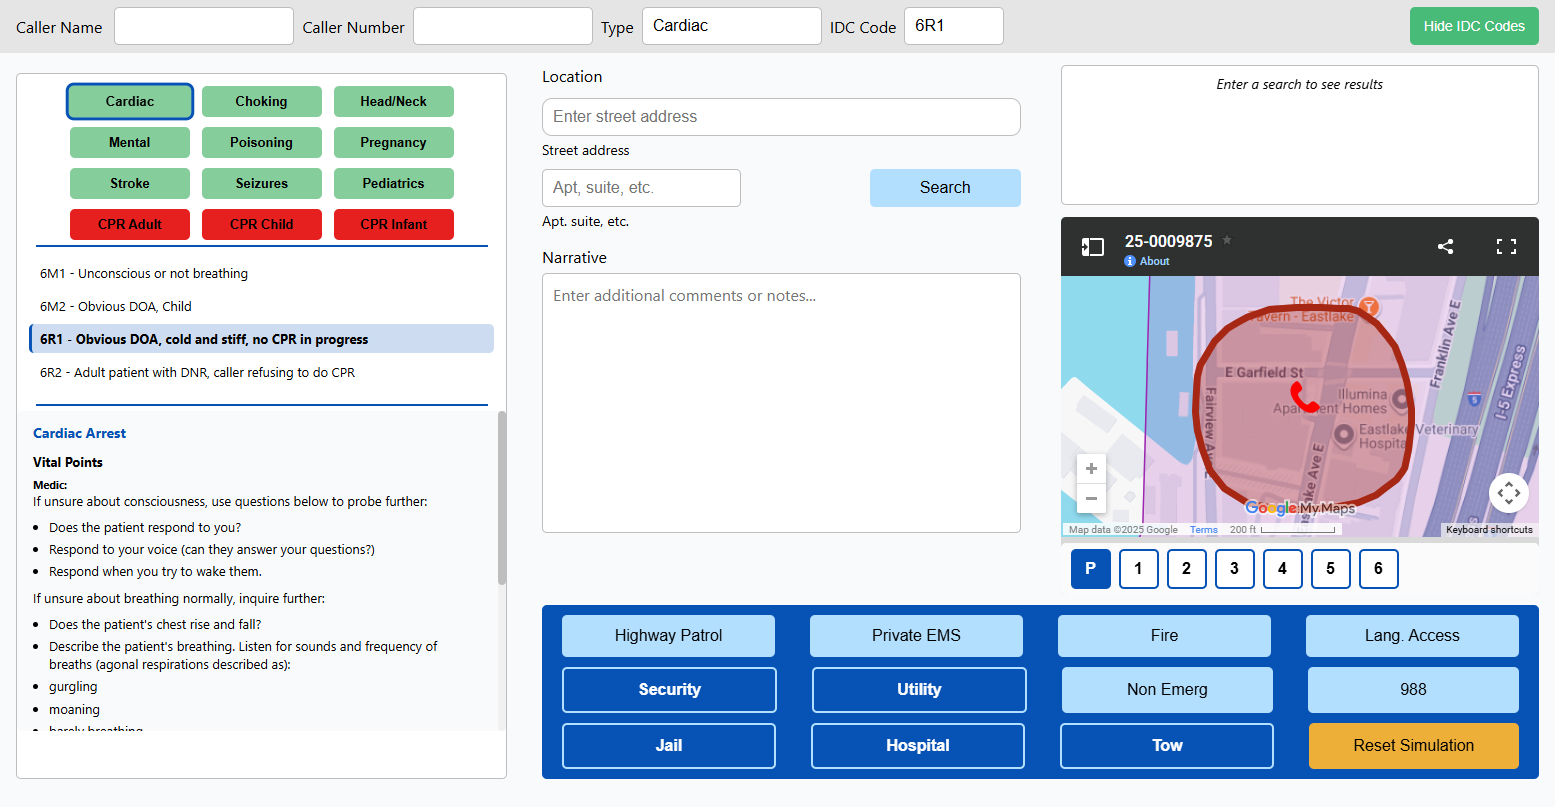 Caller Name
Caller Number
Type
Cardiac
IDC Code
6R1
Hide IDC Codes
Cardiac
Choking
Head/Neck
Mental
Poisoning
Pregnancy
Stroke
Seizures
Pediatrics
CPR Adult
CPR Child
CPR Infant
6M1 - Unconscious or not breathing
6M2 - Obvious DOA, Child
6R1 - Obvious DOA, cold and stiff, no CPR in progress
6R2 - Adult patient with DNR, caller refusing to do CPR
Cardiac Arrest
Vital Points
Medic:
If unsure about consciousness, use questions below to probe further:
Does the patient respond to you?
Respond to your voice (can they answer your questions?)
Respond when you try to wake them.
If unsure about breathing normally, inquire further:
Does the patient's chest rise and fall?
Describe the patient's breathing. Listen for sounds and frequency of
breaths (agonal respirations described as):
gurgling
moaning
barely breathing
Location
Enter street address
Street address
Apt, suite, etc.
Search
Apt. suite, etc.
Narrative
Enter additional comments or notes...
Enter a search to see results
25-0009875
About
The Victor
Tavern - Eastlake
E Garfield St
Illumina
Apartment Homes
Eastlake Veterinary
Hospital
Fairview Ave E
Franklin Ave E
I-5 Express
5
Google My Maps
Map data ©2025 Google
Terms
200 ft
Keyboard shortcuts
P
1
2
3
4
5
6
Highway Patrol
Private EMS
Fire
Lang. Access
Security
Utility
Non Emerg
988
Jail
Hospital
Tow
Reset Simulation